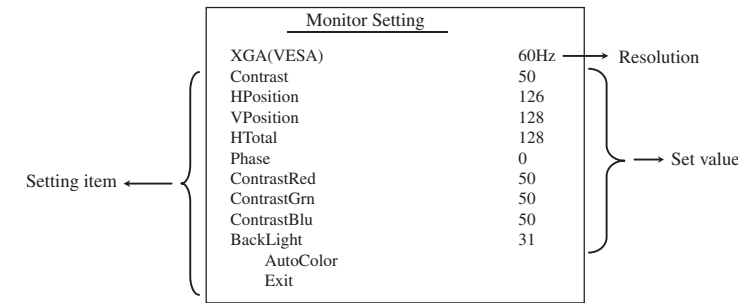 Monitor Setting
XGA(VESA) 60Hz Resolution
Contrast 50
HPosition 126
VPosition 128
HTotal 128
Phase 0
Setting item
ContrastRed 50
Set value
ContrastGrn 50
ContrastBlu 50
BackLight 31
AutoColor
Exit